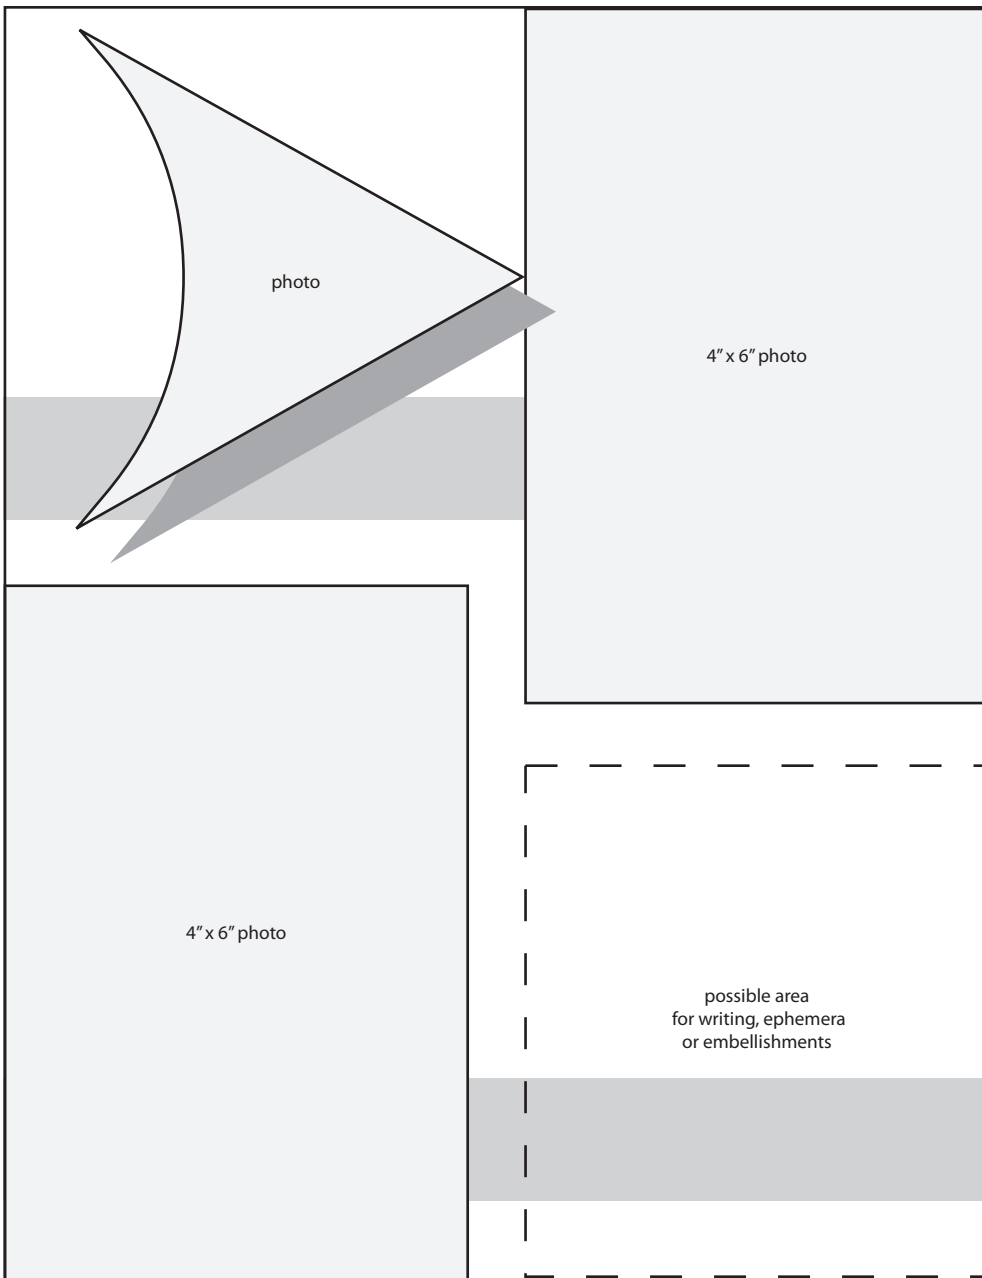 photo
4” x 6” photo
4” x 6” photo
possible area
for writing, ephemera
or embellishments